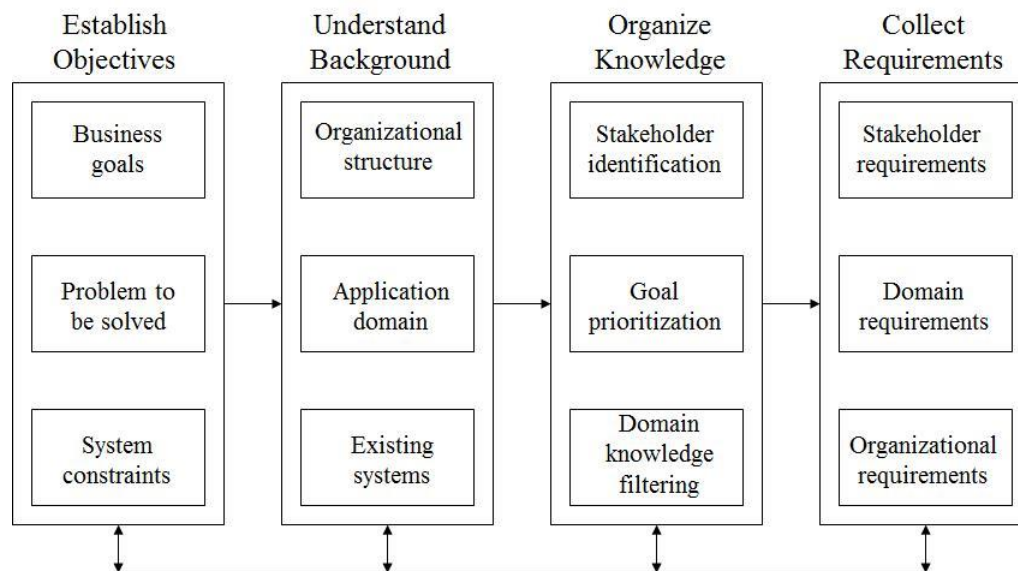 Establish
Objectives
Understand
Background
Organize
Knowledge
Collect
Requirements
Business
goals
Problem to
be solved
System
constraints
Organizational
structure
Application
domain
Existing
systems
Stakeholder
identification
Goal
prioritization
Domain
knowledge
filtering
Stakeholder
requirements
Domain
requirements
Organizational
requirements